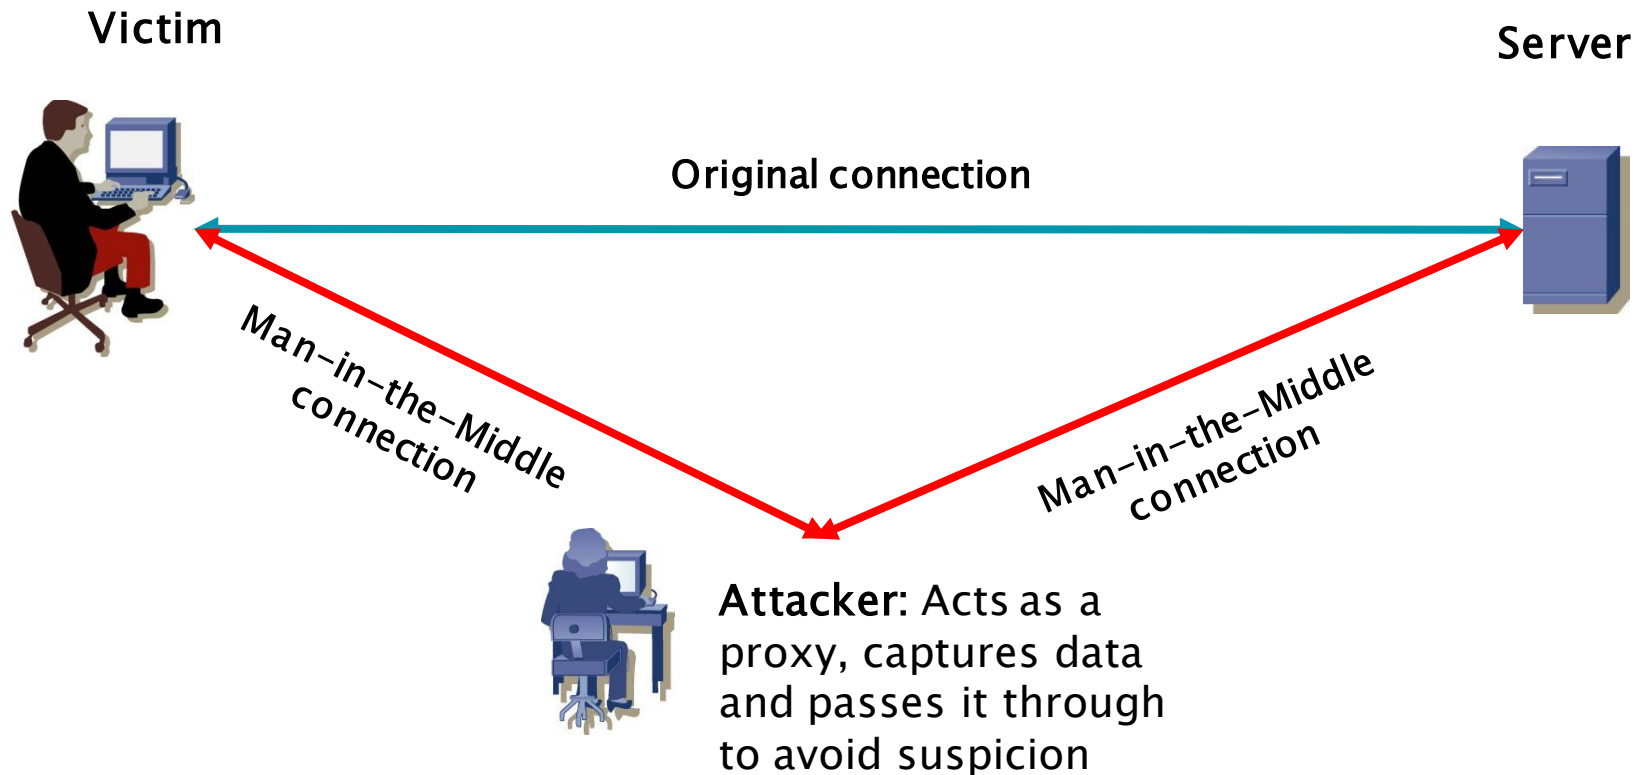 Victim
Server
Original connection
Man-in-the-Middle
connection
Man-in-the-Middle
connection
Attacker: Acts as a
proxy, captures data
and passes it through
to avoid suspicion